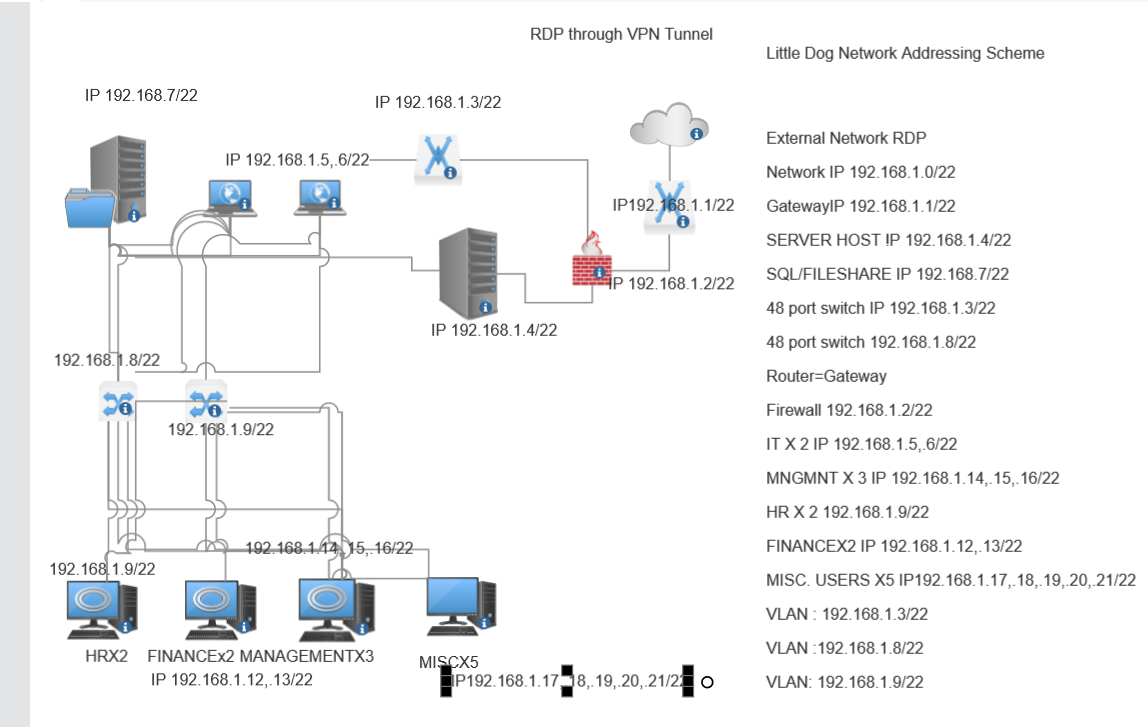 RDP through VPN Tunnel
Little Dog Network Addressing Scheme
IP 192.168.7/22
IP 192.168.1.3/22
IP 192.168.1.5,.6/22
IP192.168.1.1/22
IP 192.168.1.2/22
IP 192.168.1.4/22
192.168.1.8/22
192.168.1.9/22
192.168.1.14,.15,.16/22
192.168.1.9/22
HRX2
FINANCEx2
MANAGEMENTX3
IP 192.168.1.12,.13/22
MISCX5
IP192.168.1.17,.18,.19,.20,.21/22
External Network RDP
Network IP 192.168.1.0/22
GatewayIP 192.168.1.1/22
SERVER HOST !P 192.168.1.4/22
SQL/FILESHARE IP 192.168.7/22
48 port switch IP 192.168.1.3/22
48 port switch 192.168.1.8/22
Router=Gateway
Firewall 192.168.1.2/22
IT X 2 IP 192.168.1.5,.6/22
MNGMNT X 3 IP 192.168.1.14,.15,.16/22
HR X 2 192.168.1.9/22
FINANCEX2 IP 192.168.1.12,.13/22
MISC. USERS X5 IP192.168.1.17,.18,.19,.20,.21/22
VLAN : 192.168.1.3/22
VLAN :192.168.1.8/22
VLAN: 192.168.1.9/22